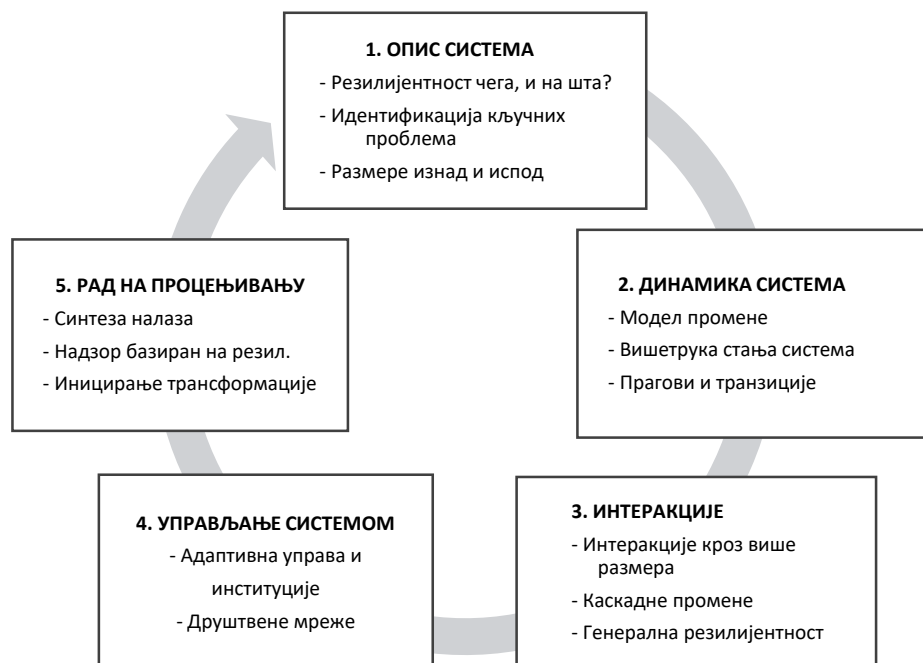 1. ОПИС СИСТЕМА
- Резилијентност чега, и на шта?
- Идентификација кључних
проблема
- Размере изнад и испод
2. ДИНАМИКА СИСТЕМА
- Модел промене
- Вишетрука стања система
- Прагови и транзиције
3. ИНТЕРАКЦИЈЕ
- Интеракције кроз више
размера
- Каскадне промене
- Генерална резилијентност
4. УПРАВЉАЊЕ СИСТЕМОМ
- Адаптивна управа и
институције
- Друштвене мреже
5. РАД НА ПРОЦЕЊИВАЊУ
- Синтеза налаза
- Надзор базиран на резил.
- Иницирање трансформације